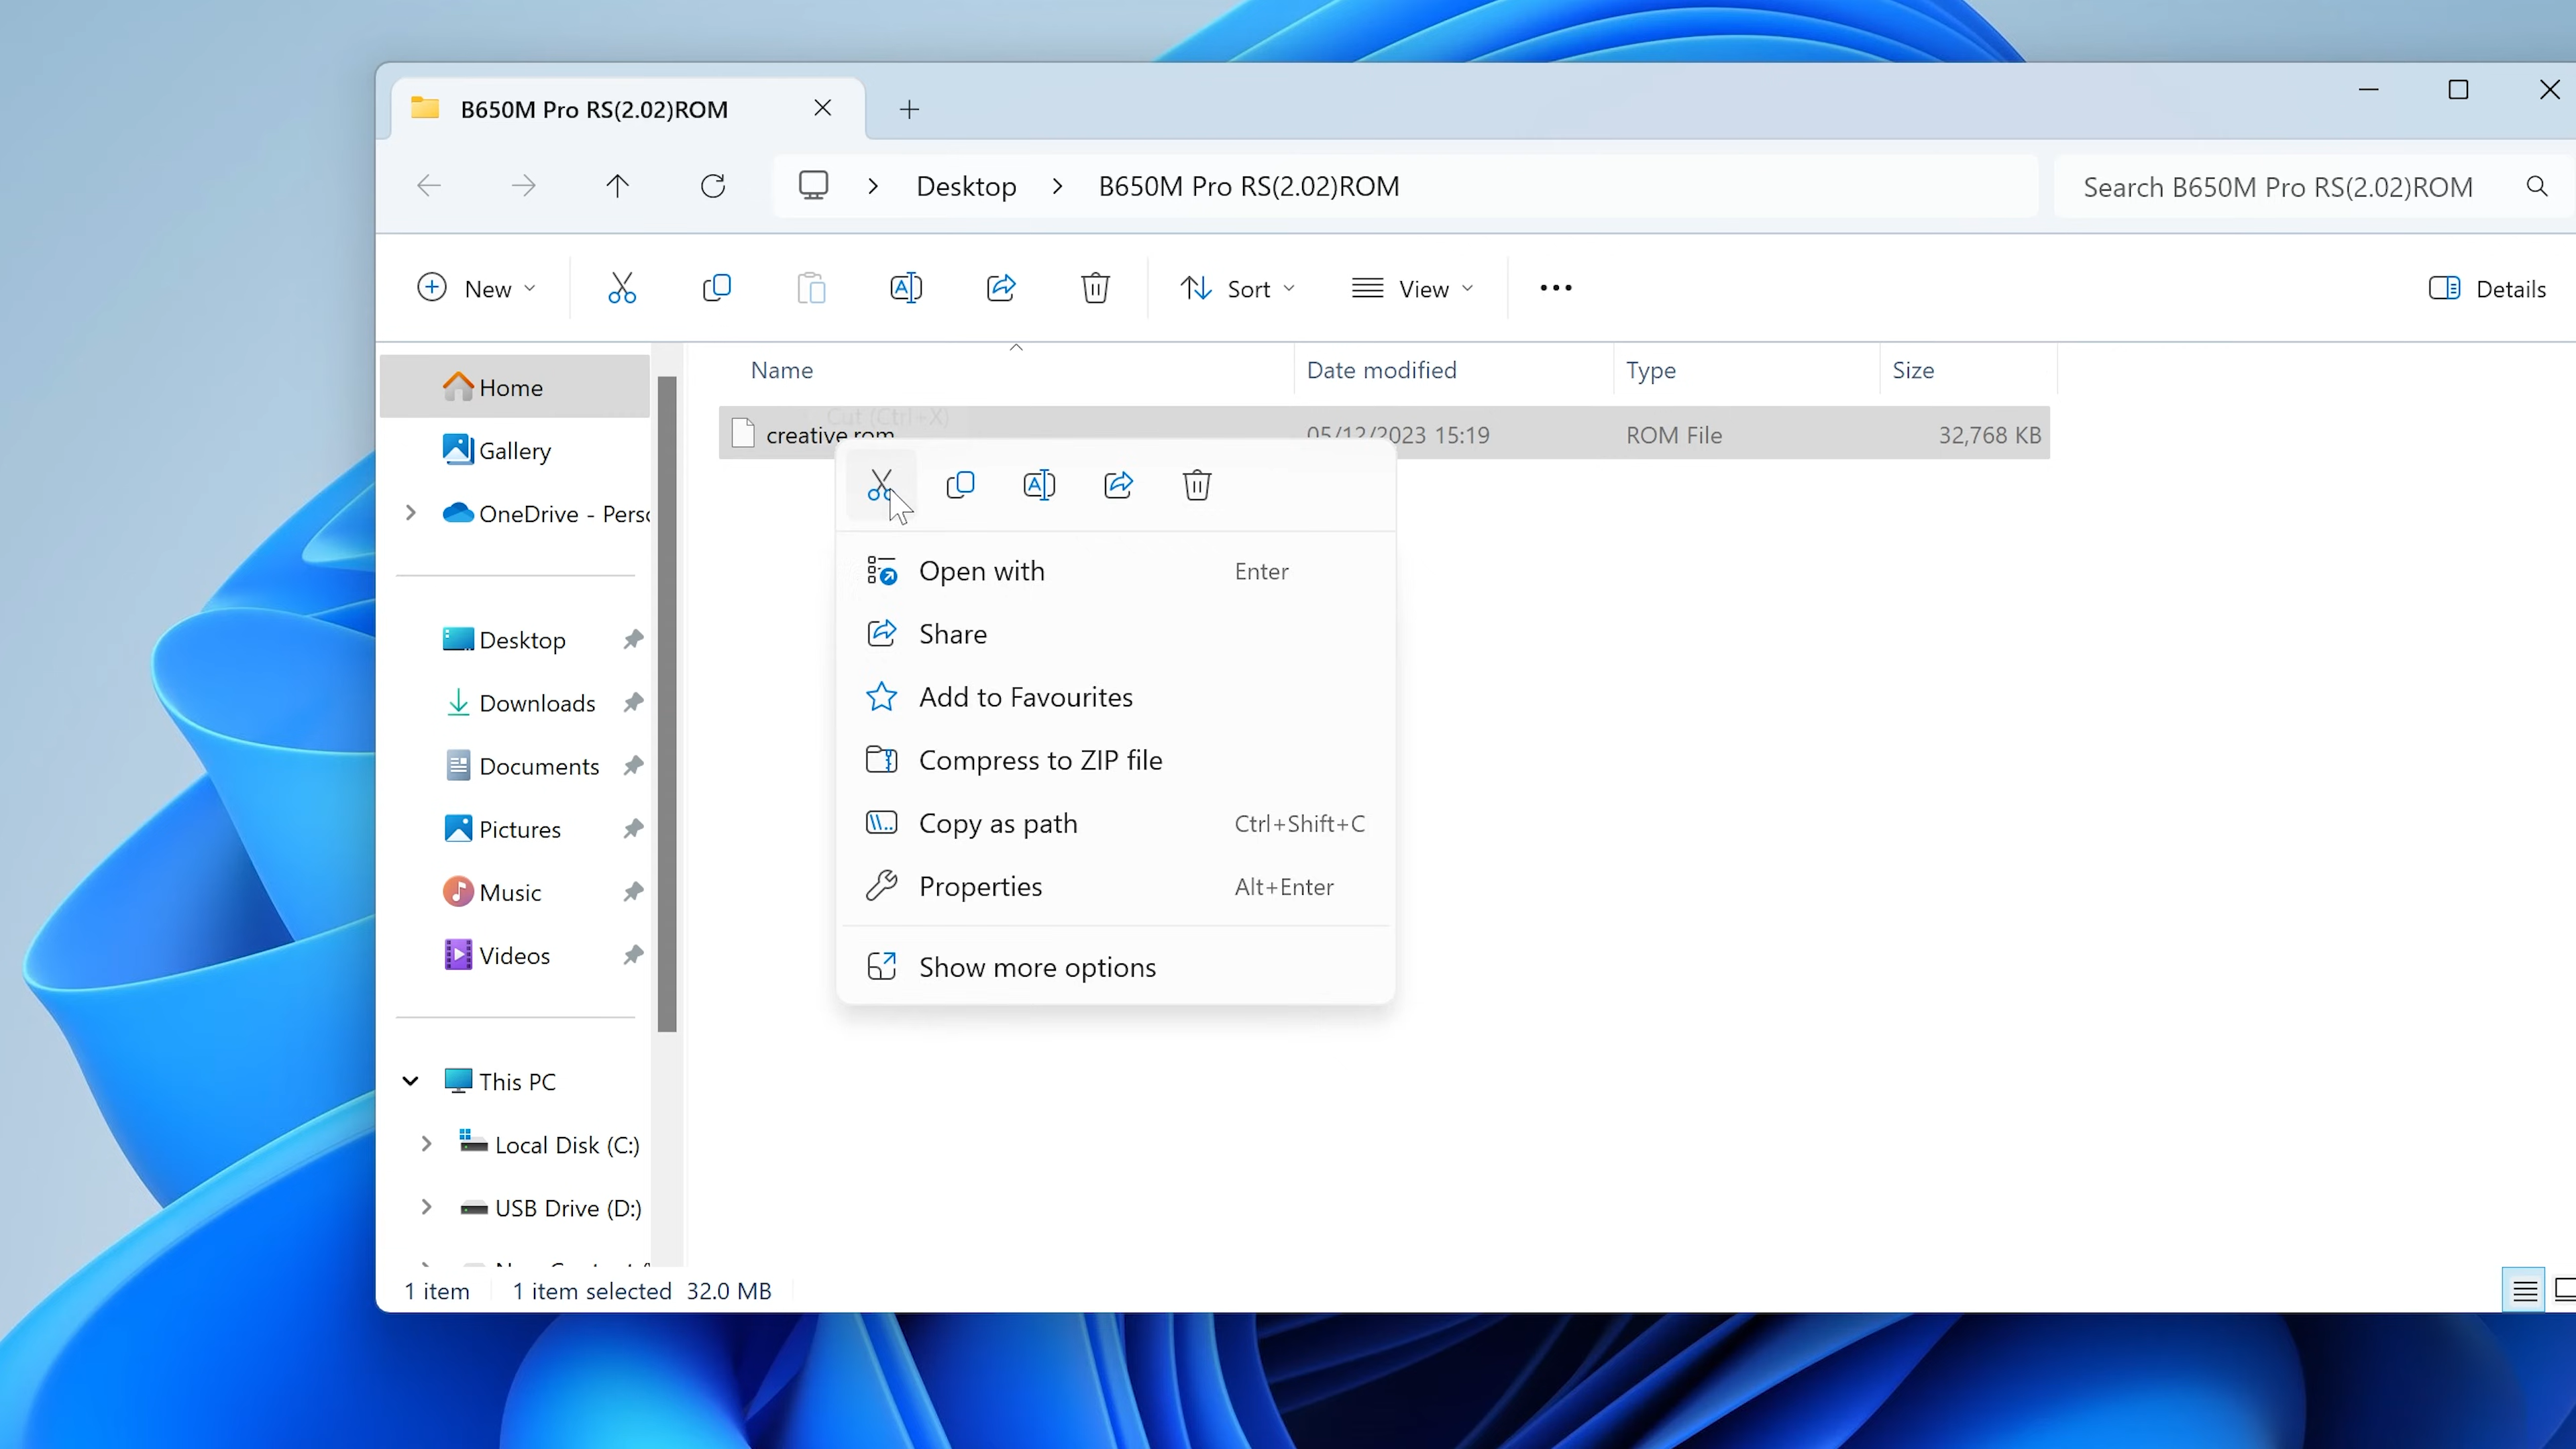 B650M Pro RS(2.02)ROM
Desktop
B650M Pro RS(2.02)ROM
Search B650M Pro RS(2.02)ROM
New
Sort
View
Details
Name
Date modified
Type
Size
Home
Gallery
OneDrive - Pers
Desktop
Downloads
Documents
Pictures
Music
Videos
This PC
Local Disk (C:)
USB Drive (D:)
Cut (Ctrl+X)
creative.rom
05/12/2023 15:19
ROM File
32,768 KB
Open with
Enter
Share
Add to Favourites
Compress to ZIP file
Copy as path
Ctrl+Shift+C
Properties
Alt+Enter
Show more options
1 item
1 item selected 32.0 MB